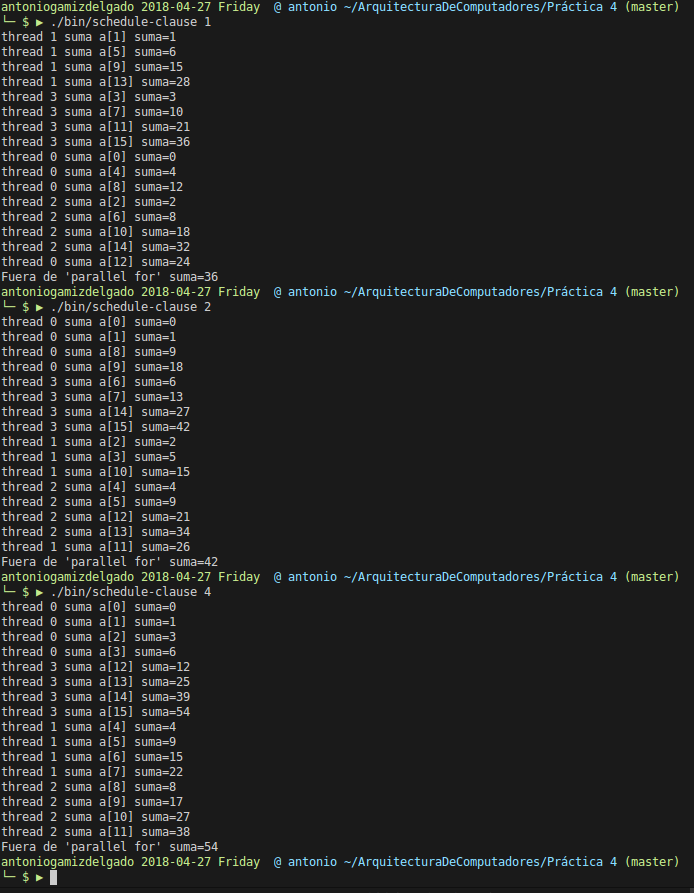 antoniogamizdelgado 2018-04-27 Friday  @ antonio ~/ArquitecturaDeComputadores/Práctica 4 (master)
└─ $ ▶ ./bin/schedule-clause 1
thread 1 suma a[1] suma=1
thread 1 suma a[5] suma=6
thread 1 suma a[9] suma=15
thread 1 suma a[13] suma=28
thread 3 suma a[3] suma=3
thread 3 suma a[7] suma=10
thread 3 suma a[11] suma=21
thread 3 suma a[15] suma=36
thread 0 suma a[0] suma=0
thread 0 suma a[4] suma=4
thread 0 suma a[8] suma=12
thread 2 suma a[2] suma=2
thread 2 suma a[6] suma=8
thread 2 suma a[10] suma=18
thread 2 suma a[14] suma=32
thread 0 suma a[12] suma=24
Fuera de 'parallel for' suma=36
antoniogamizdelgado 2018-04-27 Friday  @ antonio ~/ArquitecturaDeComputadores/Práctica 4 (master)
└─ $ ▶ ./bin/schedule-clause 2
thread 0 suma a[0] suma=0
thread 0 suma a[1] suma=1
thread 0 suma a[8] suma=9
thread 0 suma a[9] suma=18
thread 3 suma a[6] suma=6
thread 3 suma a[7] suma=13
thread 3 suma a[14] suma=27
thread 3 suma a[15] suma=42
thread 1 suma a[2] suma=2
thread 1 suma a[3] suma=5
thread 1 suma a[10] suma=15
thread 2 suma a[4] suma=4
thread 2 suma a[5] suma=9
thread 2 suma a[12] suma=21
thread 2 suma a[13] suma=34
thread 1 suma a[11] suma=26
Fuera de 'parallel for' suma=42
antoniogamizdelgado 2018-04-27 Friday  @ antonio ~/ArquitecturaDeComputadores/Práctica 4 (master)
└─ $ ▶ ./bin/schedule-clause 4
thread 0 suma a[0] suma=0
thread 0 suma a[1] suma=1
thread 0 suma a[2] suma=3
thread 0 suma a[3] suma=6
thread 3 suma a[12] suma=12
thread 3 suma a[13] suma=25
thread 3 suma a[14] suma=39
thread 3 suma a[15] suma=54
thread 1 suma a[4] suma=4
thread 1 suma a[5] suma=9
thread 1 suma a[6] suma=15
thread 1 suma a[7] suma=22
thread 2 suma a[8] suma=8
thread 2 suma a[9] suma=17
thread 2 suma a[10] suma=27
thread 2 suma a[11] suma=38
Fuera de 'parallel for' suma=54
antoniogamizdelgado 2018-04-27 Friday  @ antonio ~/ArquitecturaDeComputadores/Práctica 4 (master)
└─ $ ▶